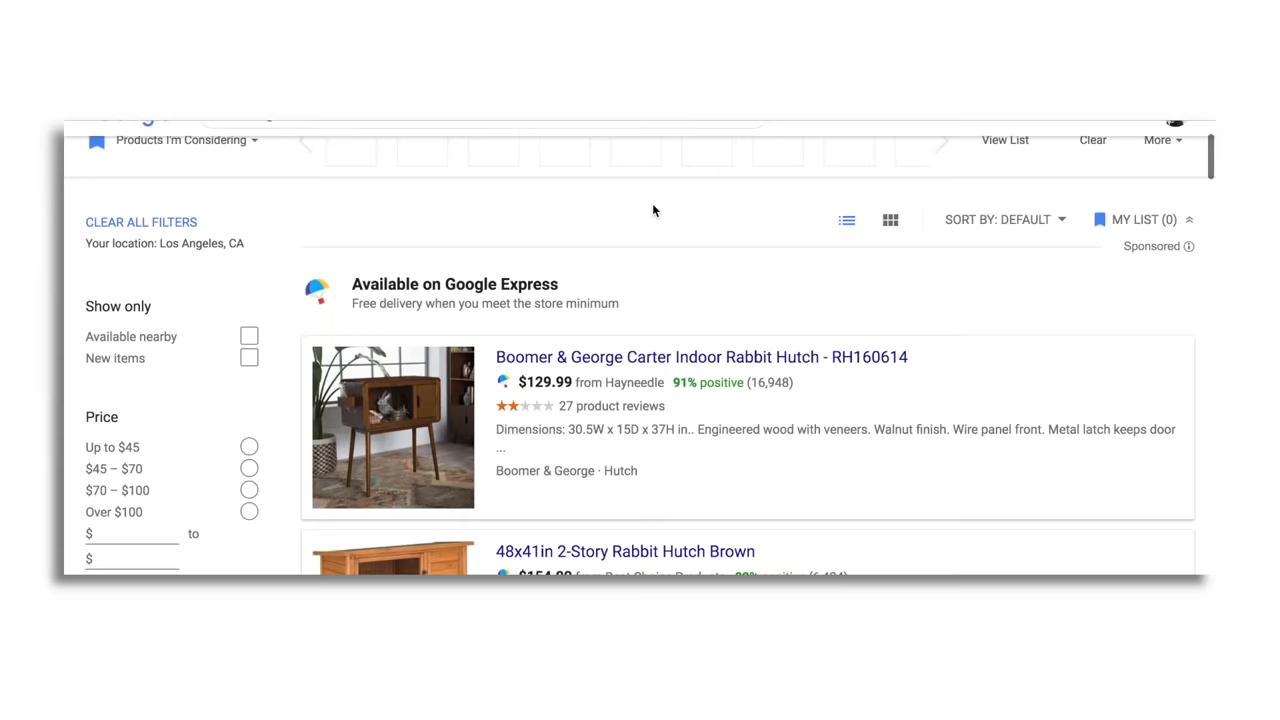 Products I'm Considering
View List
Clear
More
CLEAR ALL FILTERS
Your location: Los Angeles, CA
SORT BY: DEFAULT
MY LIST (0)
Sponsored
Show only
Available nearby
New items
Price
Up to $45
$45 – $70
$70 – $100
Over $100
$ to
$
Available on Google Express
Free delivery when you meet the store minimum
Boomer & George Carter Indoor Rabbit Hutch - RH160614
$129.99 from Hayneedle 91% positive (16,948)
27 product reviews
Dimensions: 30.5W x 15D x 37H in.. Engineered wood with veneers. Walnut finish. Wire panel front. Metal latch keeps door
...
Boomer & George · Hutch
48x41in 2-Story Rabbit Hutch Brown